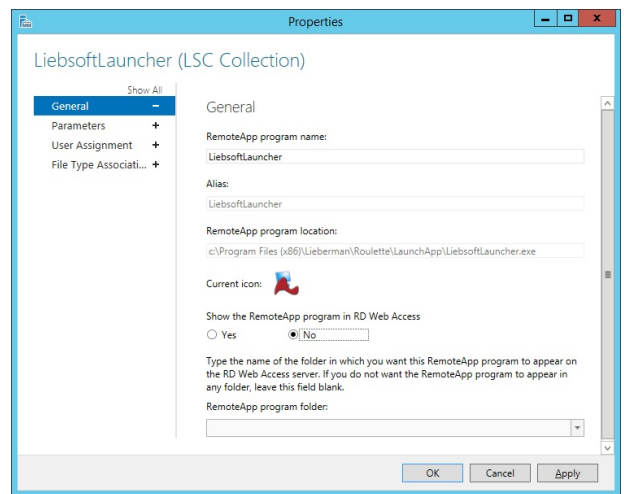 Properties
LiebsoftLauncher (LSC Collection)
Show All
General −
Parameters +
User Assignment +
File Type Associati... +
General
RemoteApp program name:
LiebsoftLauncher
Alias:
LiebsoftLauncher
RemoteApp program location:
c:\Program Files (x86)\Lieberman\Roulette\LaunchApp\LiebsoftLauncher.exe
Current icon:
Show the RemoteApp program in RD Web Access
Yes No
Type the name of the folder in which you want this RemoteApp program to appear on
the RD Web Access server. If you do not want the RemoteApp program to appear in
any folder, leave this field blank.
RemoteApp program folder:
OK Cancel Apply